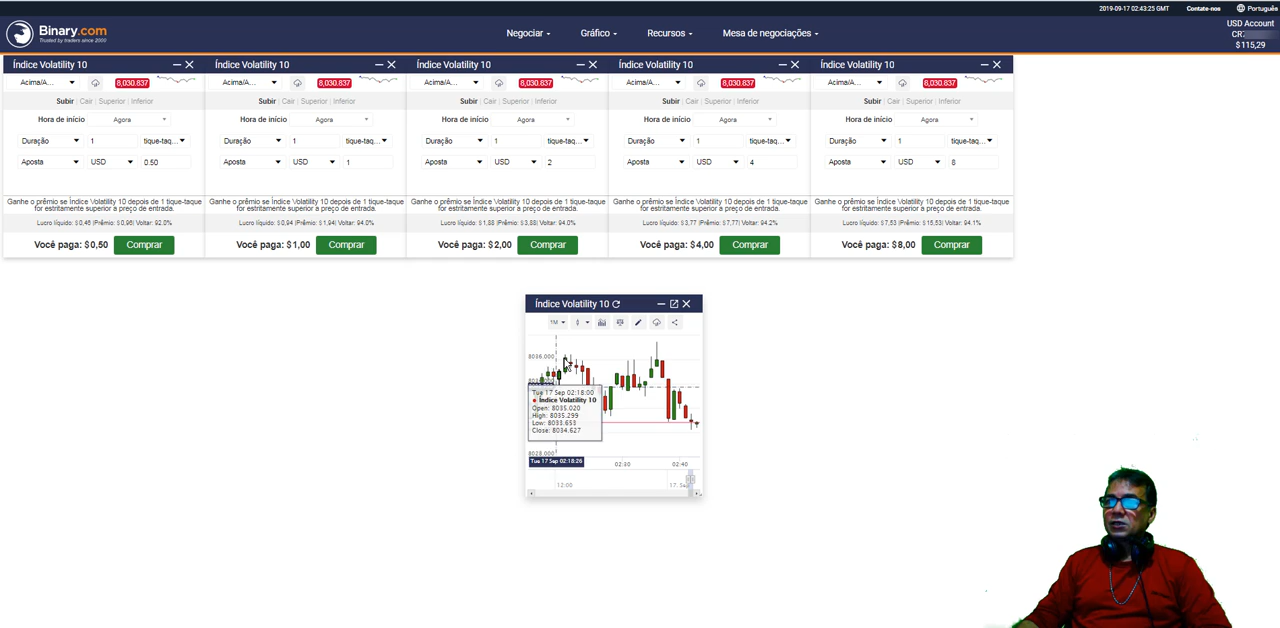 2019-09-17 02:43:25 GMT Contate-nos Português
Binary.com
Trusted by traders since 2000
Negociar Gráfico Recursos Mesa de negociações
USD Account
CR
$115,29
Índice Volatility 10 Índice Volatility 10 Índice Volatility 10 Índice Volatility 10 Índice Volatility 10
Acima/A... 8,030.837 Acima/A... 8,030.837 Acima/A... 8,030.837 Acima/A... 8,030.837 Acima/A... 8,030.837
Subir | Cair | Superior | Inferior Subir | Cair | Superior | Inferior Subir | Cair | Superior | Inferior Subir | Cair | Superior | Inferior Subir | Cair | Superior | Inferior
Hora de início Agora Hora de início Agora Hora de início Agora Hora de início Agora Hora de início Agora
Duração 1 tique-taq... Duração 1 tique-taq... Duração 1 tique-taq... Duração 1 tique-taq... Duração 1 tique-taq...
Aposta USD 0.50 Aposta USD 1 Aposta USD 2 Aposta USD 4 Aposta USD 8
Ganhe o prêmio se Índice Volatility 10 depois de 1 tique-taque Ganhe o prêmio se Índice Volatility 10 depois de 1 tique-taque Ganhe o prêmio se Índice Volatility 10 depois de 1 tique-taque Ganhe o prêmio se Índice Volatility 10 depois de 1 tique-taque Ganhe o prêmio se Índice Volatility 10 depois de 1 tique-taque
for estritamente superior a preço de entrada. for estritamente superior a preço de entrada. for estritamente superior a preço de entrada. for estritamente superior a preço de entrada. for estritamente superior a preço de entrada.
Lucro líquido: $0,46 |Prêmio: $0,96| Voltar: 92.0% Lucro líquido: $0,94 |Prêmio: $1,94| Voltar: 94.0% Lucro líquido: $1,88 |Prêmio: $3,88| Voltar: 94.0% Lucro líquido: $3,77 |Prêmio: $7,77| Voltar: 94.2% Lucro líquido: $7,53 |Prêmio: $15,53| Voltar: 94.1%
Você paga: $0,50 Comprar Você paga: $1,00 Comprar Você paga: $2,00 Comprar Você paga: $4,00 Comprar Você paga: $8,00 Comprar
Índice Volatility 10
1M
8036.000
Tue 17 Sep 02:18:00
Índice Volatility 10
Open: 8035.020
High: 8035.299
Low: 8033.653
Close: 8034.627
8028.000
Tue 17 Sep 02:18:26 02:30 02:40
12:00 17. Sep